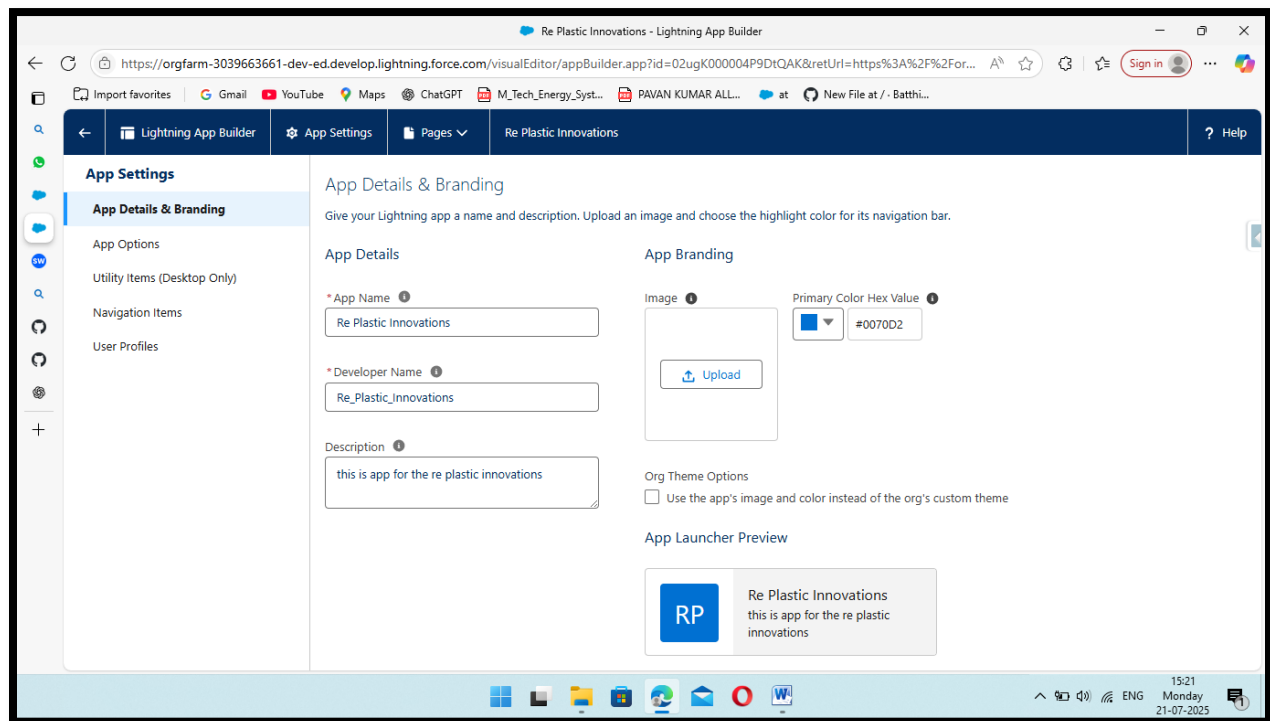 Re Plastic Innovations - Lightning App Builder
https://orgfarm-3039663661-dev-ed.develop.lightning.force.com/visualEditor/appBuilder.app?id=02ugK000004P9DtQAK&retUrl=https%3A%2F%2For...
Sign in
Import favorites
Gmail
YouTube
Maps
ChatGPT
M_Tech_Energy_Syst...
PAVAN KUMAR ALL...
at
New File at / · Batthi...
Lightning App Builder
App Settings
Pages
Re Plastic Innovations
? Help
App Settings
App Details & Branding
App Options
Utility Items (Desktop Only)
Navigation Items
User Profiles
App Details & Branding
Give your Lightning app a name and description. Upload an image and choose the highlight color for its navigation bar.
App Details
*App Name
Re Plastic Innovations
*Developer Name
Re_Plastic_Innovations
Description
this is app for the re plastic innovations
App Branding
Image
Upload
Primary Color Hex Value
#0070D2
Org Theme Options
Use the app's image and color instead of the org's custom theme
App Launcher Preview
RP
Re Plastic Innovations
this is app for the re plastic
innovations
SW
ENG
15:21
Monday
21-07-2025
1